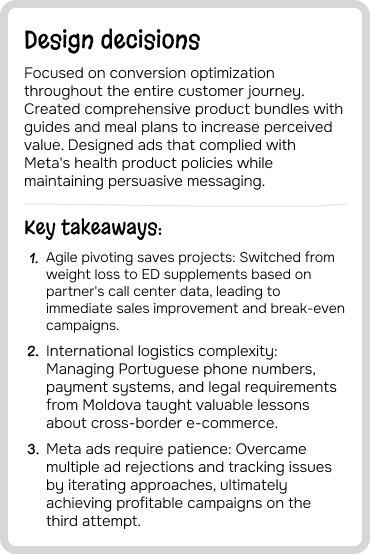 Design decisions
Focused on conversion optimization
throughout the entire customer journey.
Created comprehensive product bundles with
guides and meal plans to increase perceived
value. Designed ads that complied with
Meta's health product policies while
maintaining persuasive messaging.
Key takeaways:
1. Agile pivoting saves projects: Switched from
weight loss to ED supplements based on
partner's call center data, leading to
immediate sales improvement and break-even
campaigns.
2. International logistics complexity:
Managing Portuguese phone numbers,
payment systems, and legal requirements
from Moldova taught valuable lessons
about cross-border e-commerce.
3. Meta ads require patience: Overcame
multiple ad rejections and tracking issues
by iterating approaches, ultimately
achieving profitable campaigns on the
third attempt.